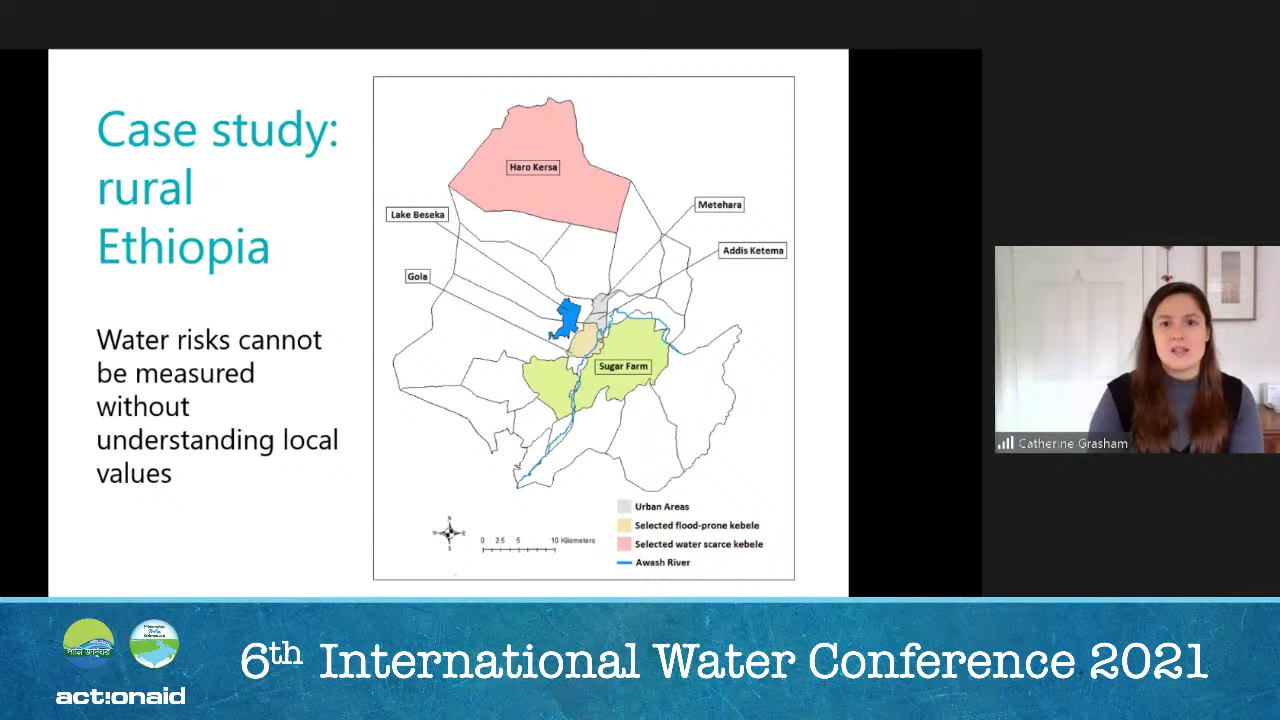 Case study:
rural
Ethiopia
Water risks cannot
be measured
without
understanding local
values
Haro Kersa
Lake Beseka
Metehara
Addis Ketema
Gola
Sugar Farm
N
W E
S
0 2.5 5 10 Kilometers
Urban Areas
Selected flood-prone kebele
Selected water scarce kebele
Awash River
Catherine Grasham
পানি জাদুঘর
act:onaid
6th International Water Conference 2021